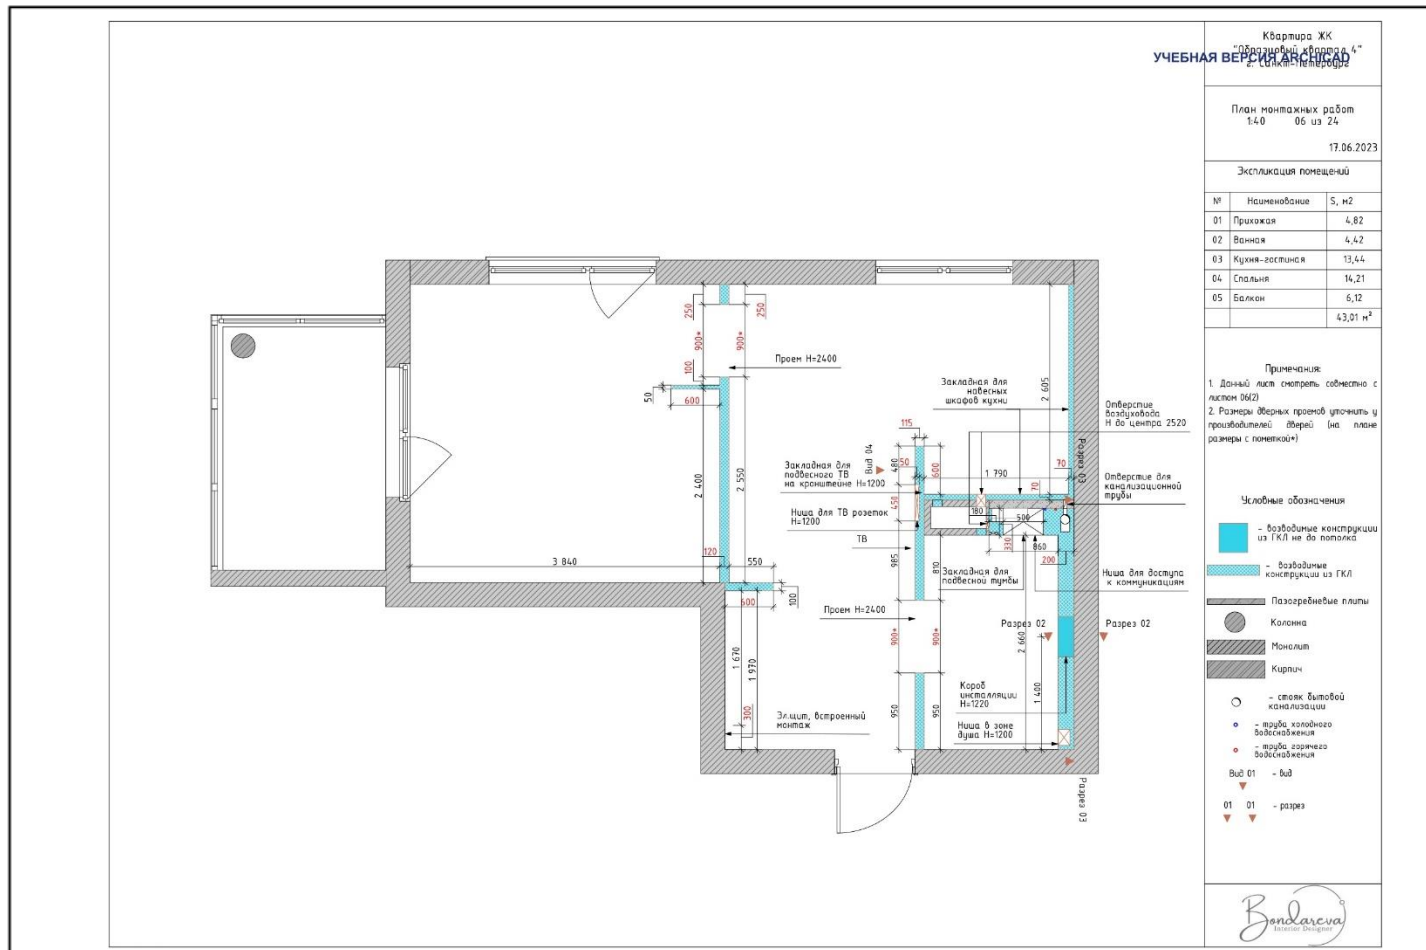 Квартира ЖК
"Образцовый квартал 4"
г. Санкт-Петербург
УЧЕБНАЯ ВЕРСИЯ ARCHICAD
План монтажных работ
1:40 06 из 24
17.06.2023
Экспликация помещений
№ Наименование S, м2
01 Прихожая 4,82
02 Ванная 4,42
03 Кухня-гостиная 13,44
04 Спальня 14,21
05 Балкон 6,12
43,01 м²
Примечания:
1. Данный лист смотреть совместно с
листом 06(2)
2. Размеры дверных проемов уточнить у
производителей дверей (на плане
размеры с пометкой*)
Условные обозначения
- возводимые конструкции
из ГКЛ не до потолка
- возводимые
конструкции из ГКЛ
Пазогребневые плиты
Колонна
Монолит
Кирпич
- стояк бытовой
канализации
- труба холодного
водоснабжения
- труба горячего
водоснабжения
Вид 01 - вид
01 01 - разрез
Bondareva
Interior Designer
250
250
900*
900*
100
Проем Н=2400
50
600
2 400
2 550
120
3 840
550
600
100
1 670
1 970
300
Эл.щит, встроенный
монтаж
Закладная для
навесных
шкафов кухни
2 605
Отверстие
воздуховода
Н до центра 2520
115
Вид 04
480
50
600
1 790
70
70
Разрез 03
Закладная для
подвесного ТВ
на кронштейне Н=1200
450
Отверстие для
канализационной
трубы
Ниша для ТВ розеток
Н=1200
180
500
330
860
200
ТВ
985
810
Закладная для
подвесной тумбы
Ниша для доступа
к коммуникациям
Проем Н=2400
900*
900*
Разрез 02
Разрез 02
2 660
1 400
950
950
Короб
инсталляции
Н=1220
Ниша в зоне
душа Н=1200
Разрез 03